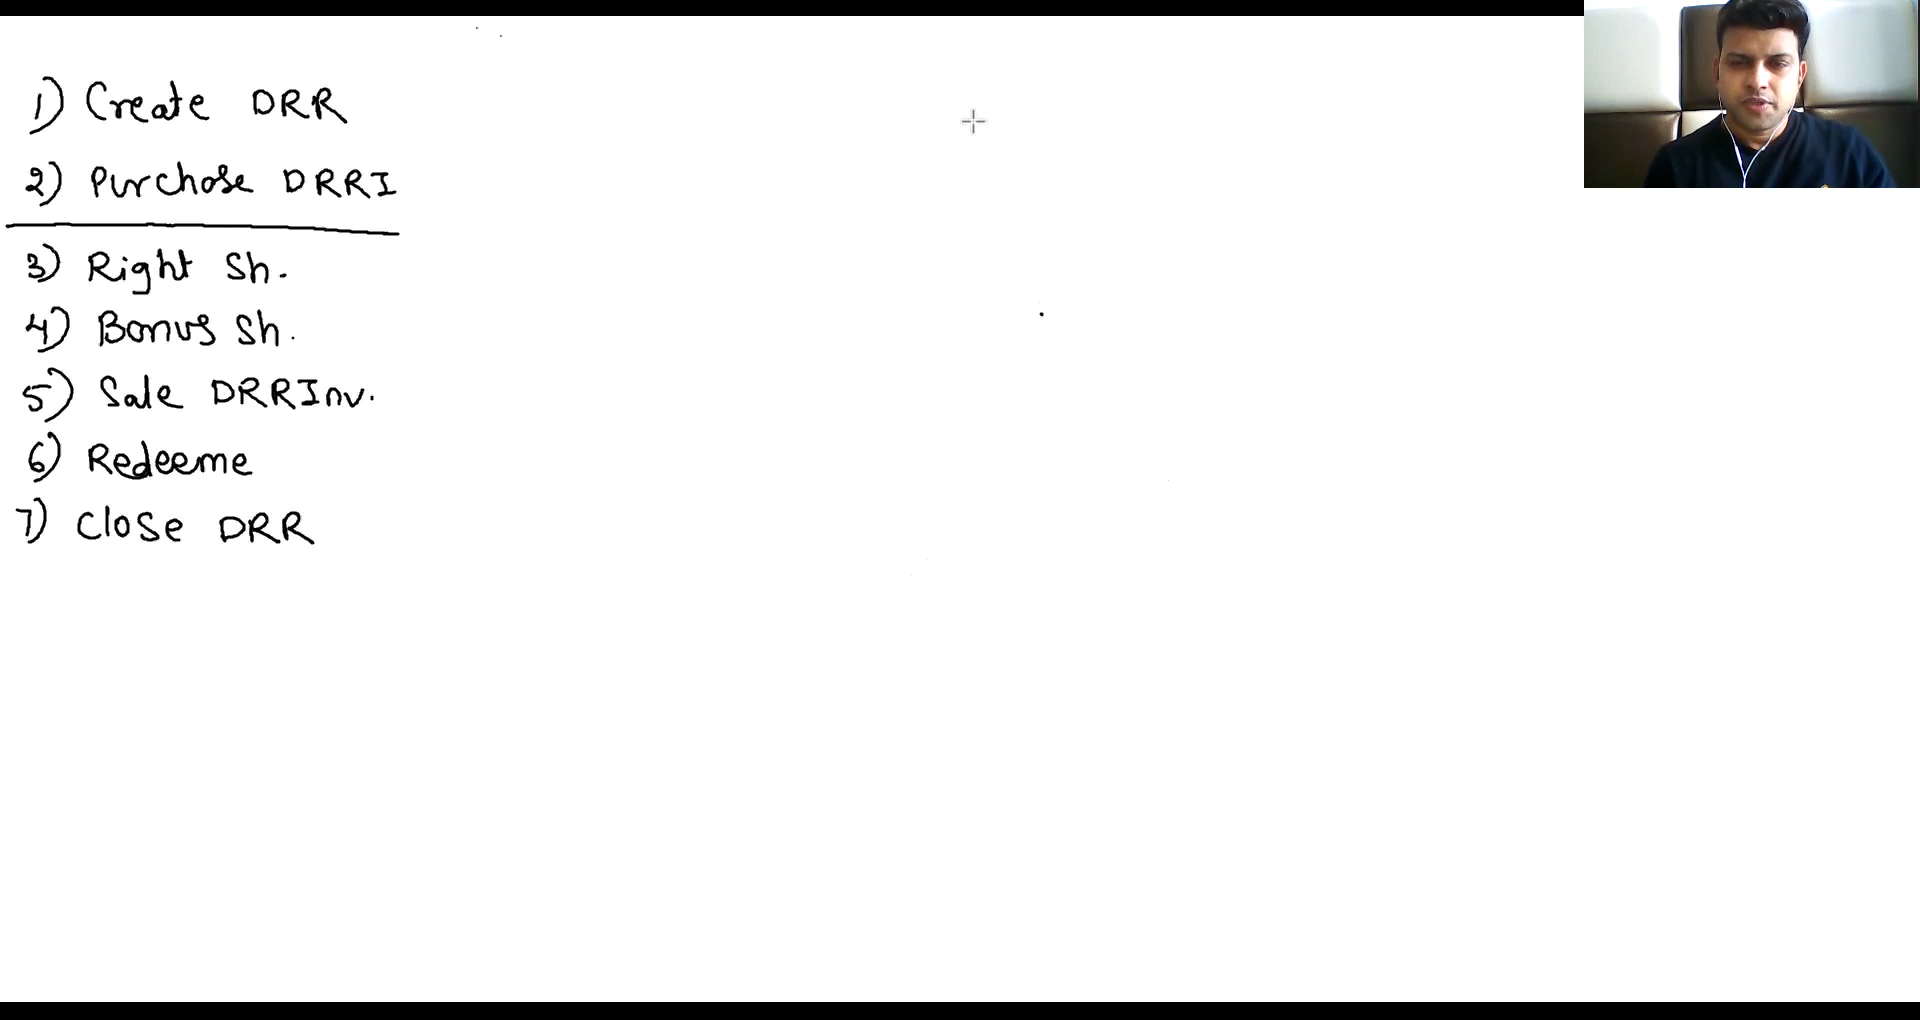 1) Create DRR
2) Purchase DRRI
3) Right Sh.
4) Bonus Sh.
5) Sale DRRInv.
6) Redeeme
7) Close DRR